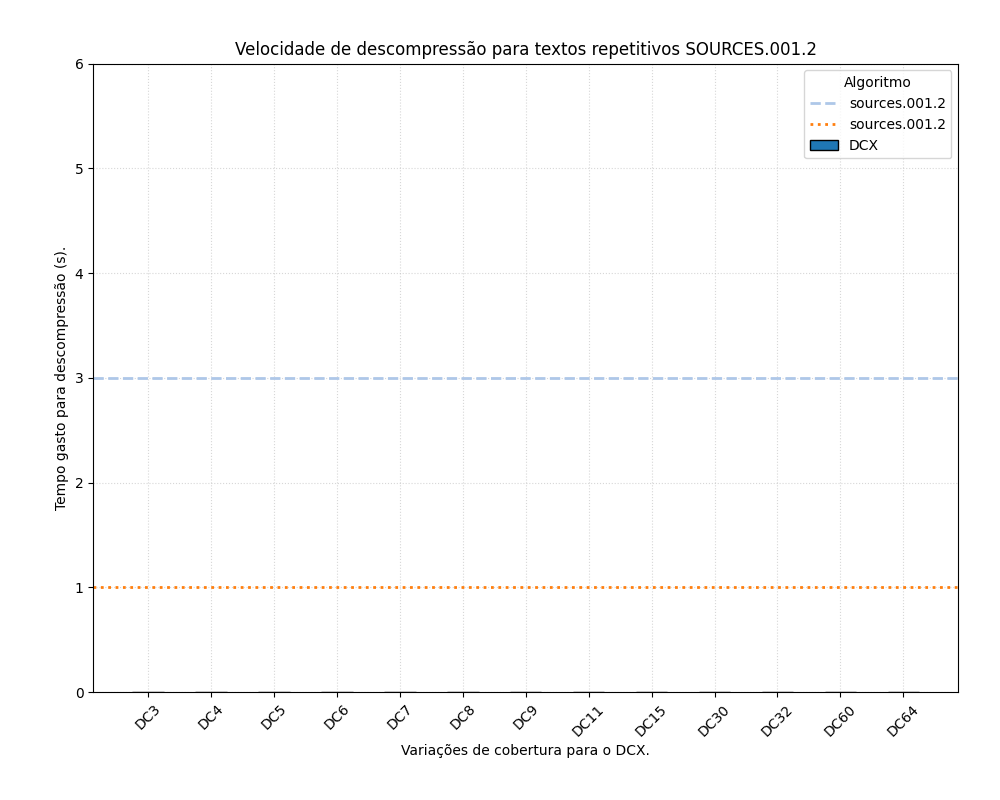 Velocidade de descompressão para textos repetitivos SOURCES.001.2
Algoritmo
sources.001.2
sources.001.2
DCX
Tempo gasto para descompressão (s).
6
5
4
3
2
1
0
DC3
DC4
DC5
DC6
DC7
DC8
DC9
DC11
DC15
DC30
DC32
DC60
DC64
Variações de cobertura para o DCX.